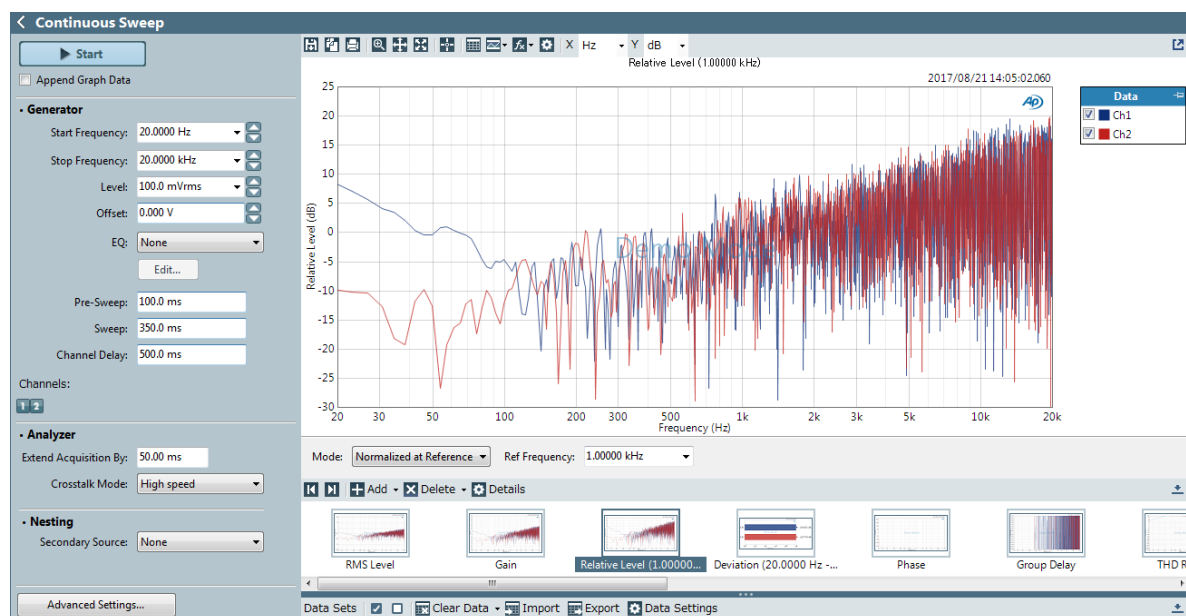 Continuous Sweep
Start
Append Graph Data
Generator
Start Frequency: 20.0000 Hz
Stop Frequency: 20.0000 kHz
Level: 100.0 mVrms
Offset: 0.000 V
EQ: None
Edit...
Pre-Sweep: 100.0 ms
Sweep: 350.0 ms
Channel Delay: 500.0 ms
Channels:
1 2
Analyzer
Extend Acquisition By: 50.00 ms
Crosstalk Mode: High speed
Nesting
Secondary Source: None
Advanced Settings...
X Hz Y dB
Relative Level (1.00000 kHz)
2017/08/21 14:05:02.060
AP
Relative Level (dB)
25
20
15
10
5
0
-5
-10
-15
-20
-25
-30
20 30 50 100 200 300 500 1k 2k 3k 5k 10k 20k
Frequency (Hz)
Data
Ch1
Ch2
Mode: Normalized at Reference Ref Frequency: 1.00000 kHz
Add Delete Details
RMS Level Gain Relative Level (1.00000... Deviation (20.0000 Hz -... Phase Group Delay THD R
Data Sets Clear Data Import Export Data Settings